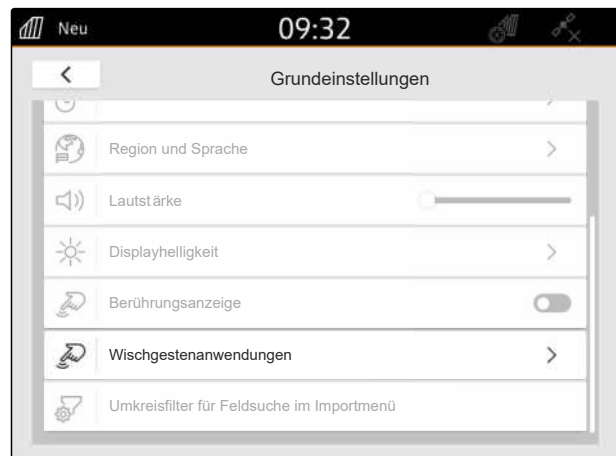 Neu
09:32
Grundeinstellungen
Region und Sprache
Lautstärke
Displayhelligkeit
Berührungsanzeige
Wischgestenanwendungen
Umkreisfilter für Feldsuche im Importmenü